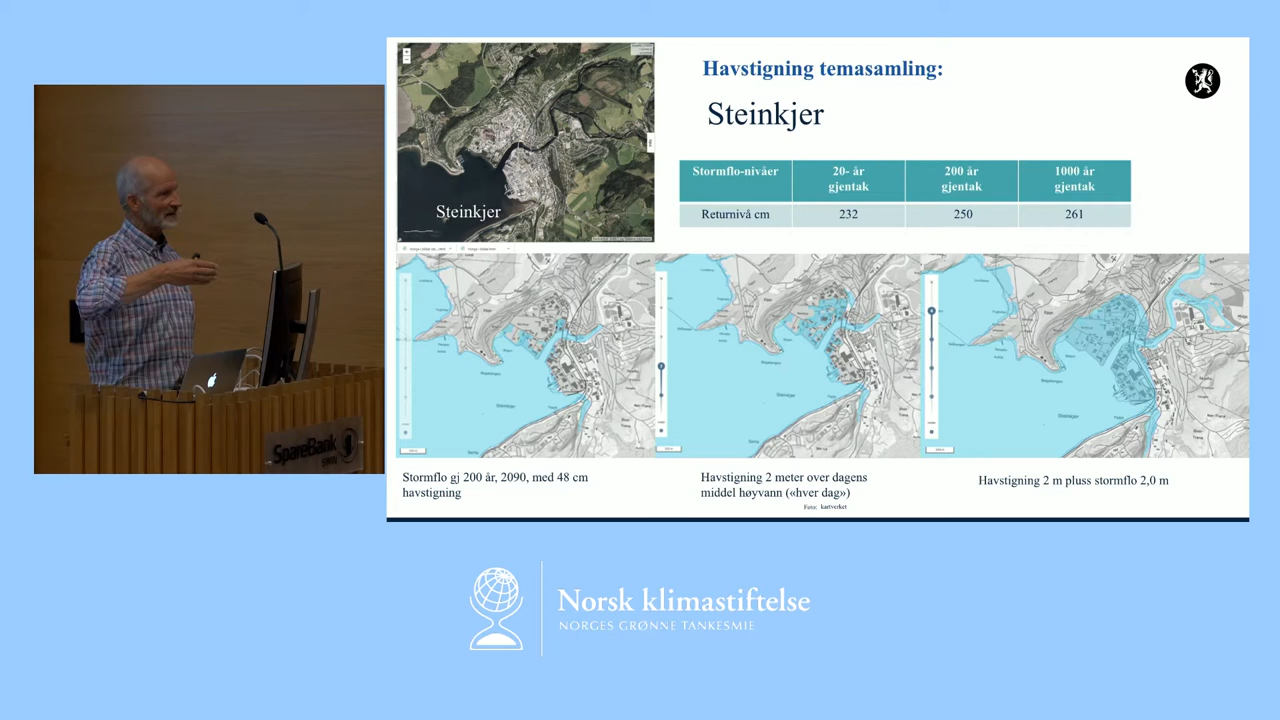 Havstigning temasamling:
Steinkjer
Stormflo-nivåer
20- år
gjentak
200 år
gjentak
1000 år
gjentak
Returnivå cm
232
250
261
Steinkjer
Stormflo gj 200 år, 2090, med 48 cm
havstigning
Havstigning 2 meter over dagens
middel høyvann («hver dag»)
Foto: kartverket
Havstigning 2 m pluss stormflo 2,0 m
SpareBank
Norsk klimastiftelse
NORGES GRØNNE TANKESMIE